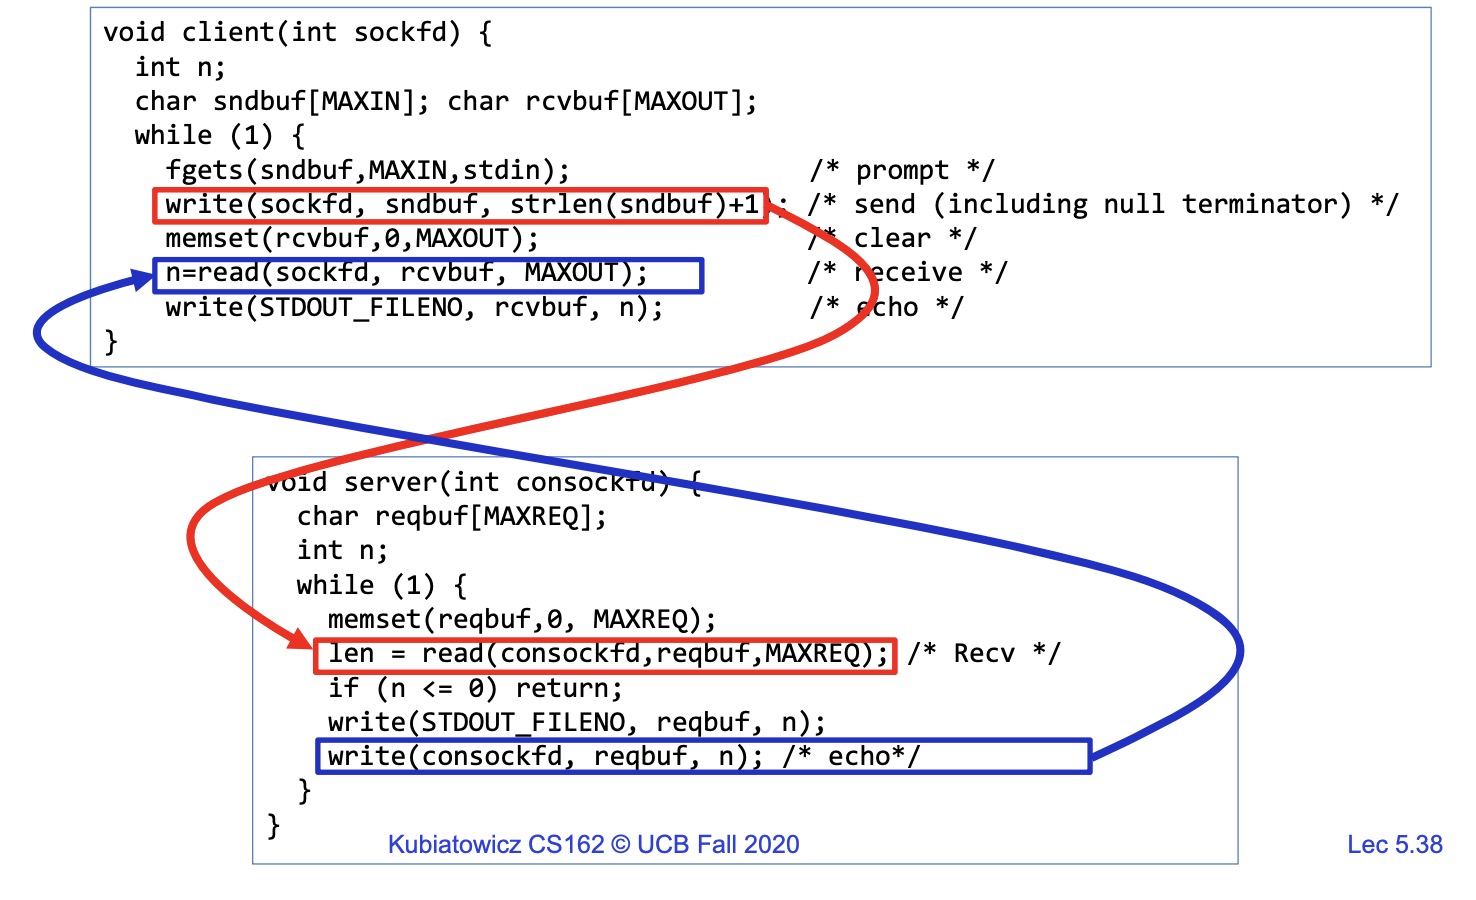 void client(int sockfd) {
  int n;
  char sndbuf[MAXIN]; char rcvbuf[MAXOUT];
  while (1) {
    fgets(sndbuf,MAXIN,stdin);               /* prompt */
    write(sockfd, sndbuf, strlen(sndbuf)+1); /* send (including null terminator) */
    memset(rcvbuf,0,MAXOUT);                 /* clear */
    n=read(sockfd, rcvbuf, MAXOUT);          /* receive */
    write(STDOUT_FILENO, rcvbuf, n);         /* echo */
}
void server(int consockfd) {
  char reqbuf[MAXREQ];
  int n;
  while (1) {
    memset(reqbuf,0, MAXREQ);
    len = read(consockfd,reqbuf,MAXREQ); /* Recv */
    if (n <= 0) return;
    write(STDOUT_FILENO, reqbuf, n);
    write(consockfd, reqbuf, n); /* echo*/
  }
}
Kubiatowicz CS162 © UCB Fall 2020
Lec 5.38